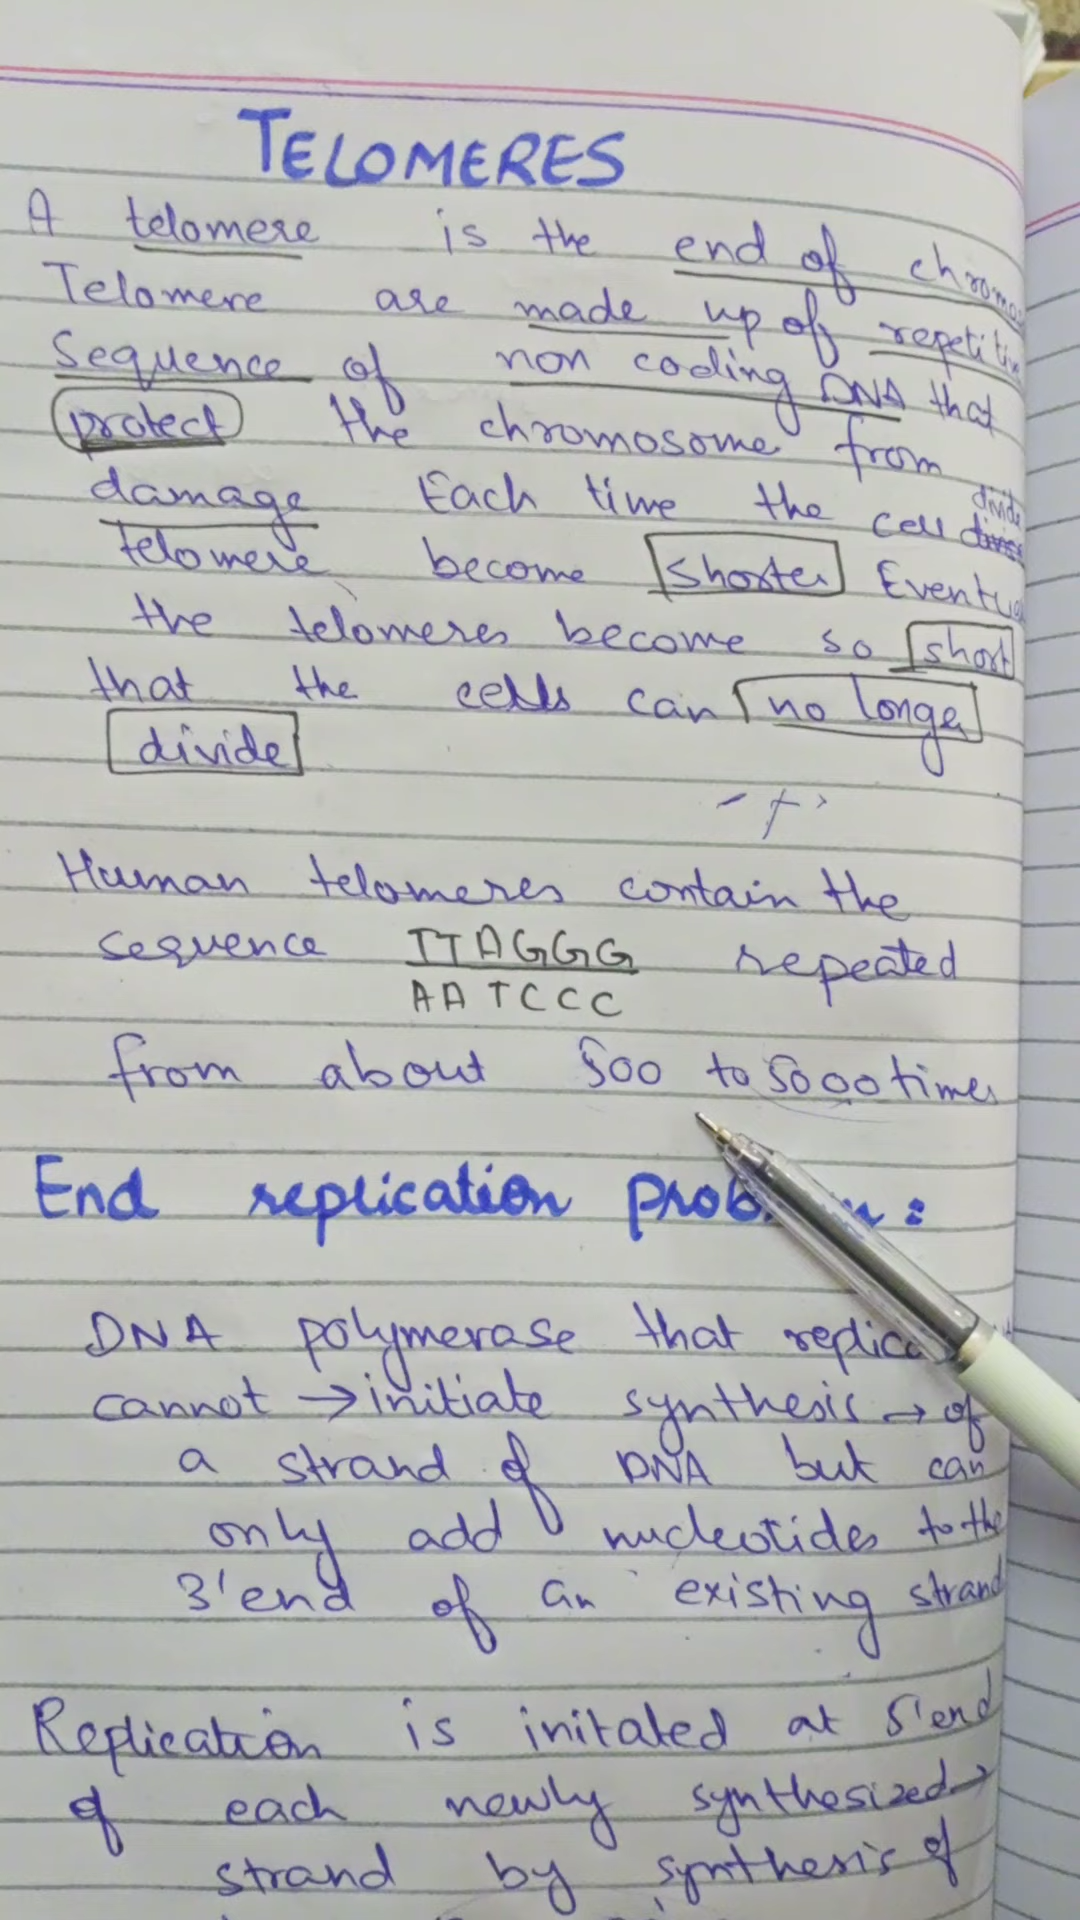 TELOMERES
A telomere is the end of chromos
Telomere are made up of repetitive
Sequence of non coding DNA that
protect the chromosome from
damage Each time the cell divide
telomere become shorter Eventua
the telomeres become so short
that the cells can no longer
divide
Human telomeres contain the
sequence TTAGGG repeated
AATCCC
from about 500 to 5000 times
End replication prob :
DNA polymerase that replic
cannot → initiate synthesis → of
a strand of DNA but can
only add nucleotides to the
3' end of an existing strand
Replication is initated at 5' end
of each newly synthesized →
strand by synthesis of